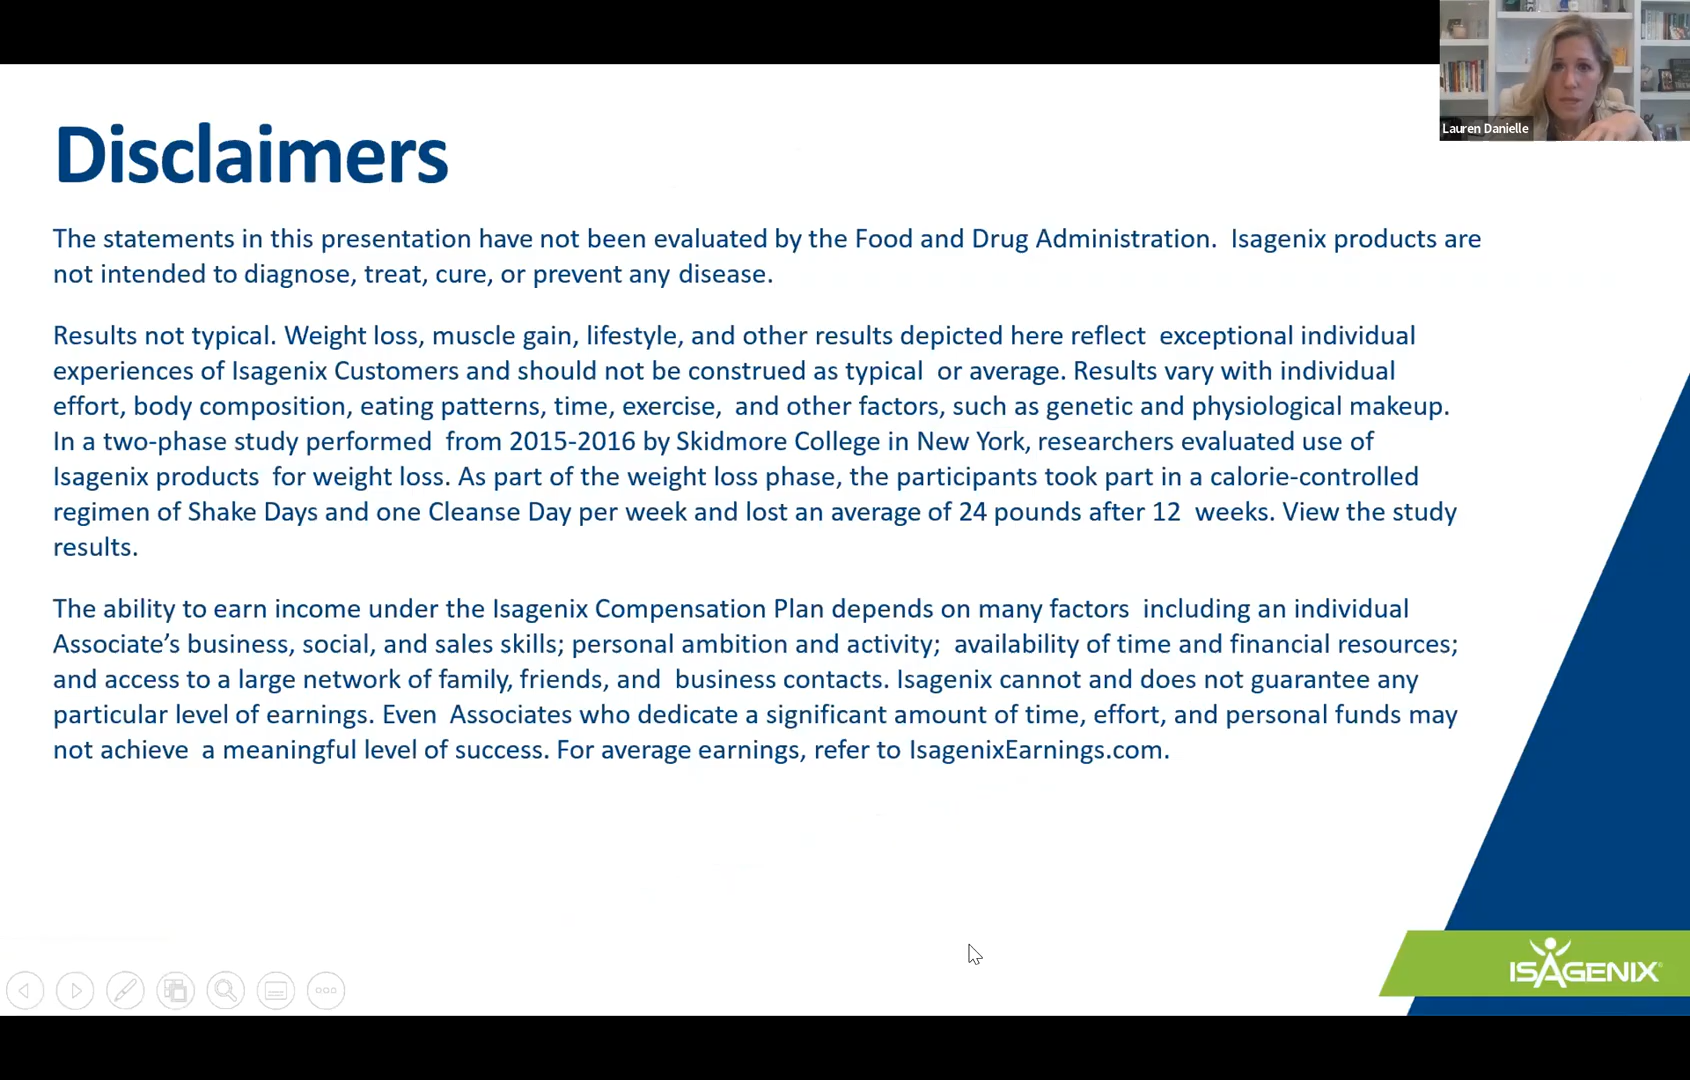 Lauren Danielle
Disclaimers
The statements in this presentation have not been evaluated by the Food and Drug Administration.  Isagenix products are
not intended to diagnose, treat, cure, or prevent any disease.
Results not typical. Weight loss, muscle gain, lifestyle, and other results depicted here reflect  exceptional individual
experiences of Isagenix Customers and should not be construed as typical  or average. Results vary with individual
effort, body composition, eating patterns, time, exercise,  and other factors, such as genetic and physiological makeup.
In a two-phase study performed  from 2015-2016 by Skidmore College in New York, researchers evaluated use of
Isagenix products  for weight loss. As part of the weight loss phase, the participants took part in a calorie-controlled
regimen of Shake Days and one Cleanse Day per week and lost an average of 24 pounds after 12  weeks. View the study
results.
The ability to earn income under the Isagenix Compensation Plan depends on many factors  including an individual
Associate’s business, social, and sales skills; personal ambition and activity;  availability of time and financial resources;
and access to a large network of family, friends, and  business contacts. Isagenix cannot and does not guarantee any
particular level of earnings. Even  Associates who dedicate a significant amount of time, effort, and personal funds may
not achieve  a meaningful level of success. For average earnings, refer to IsagenixEarnings.com.
ISAGENIX